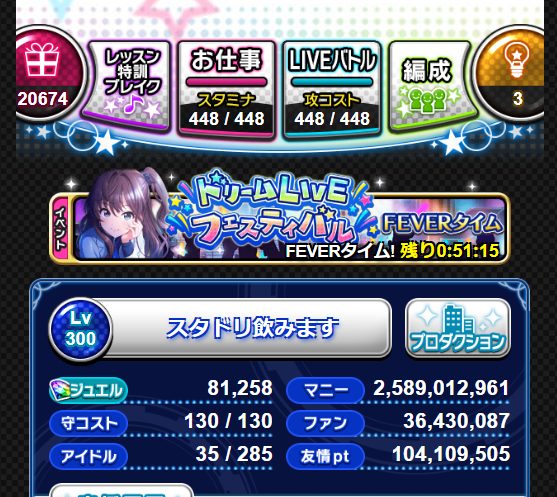 レッスン
特訓
ブレイク
お仕事
LIVEバトル
編成
スタミナ
攻コスト
20674
448 / 448
448 / 448
3
イベント
ドリームLIVE
フェスティバル
FEVERタイム
FEVERタイム! 残り0:51:15
Lv
300
スタドリ飲みます
プロダクション
ジュエル
81,258
マニー
2,589,012,961
守コスト
130 / 130
ファン
36,430,087
アイドル
35 / 285
友情pt
104,109,505